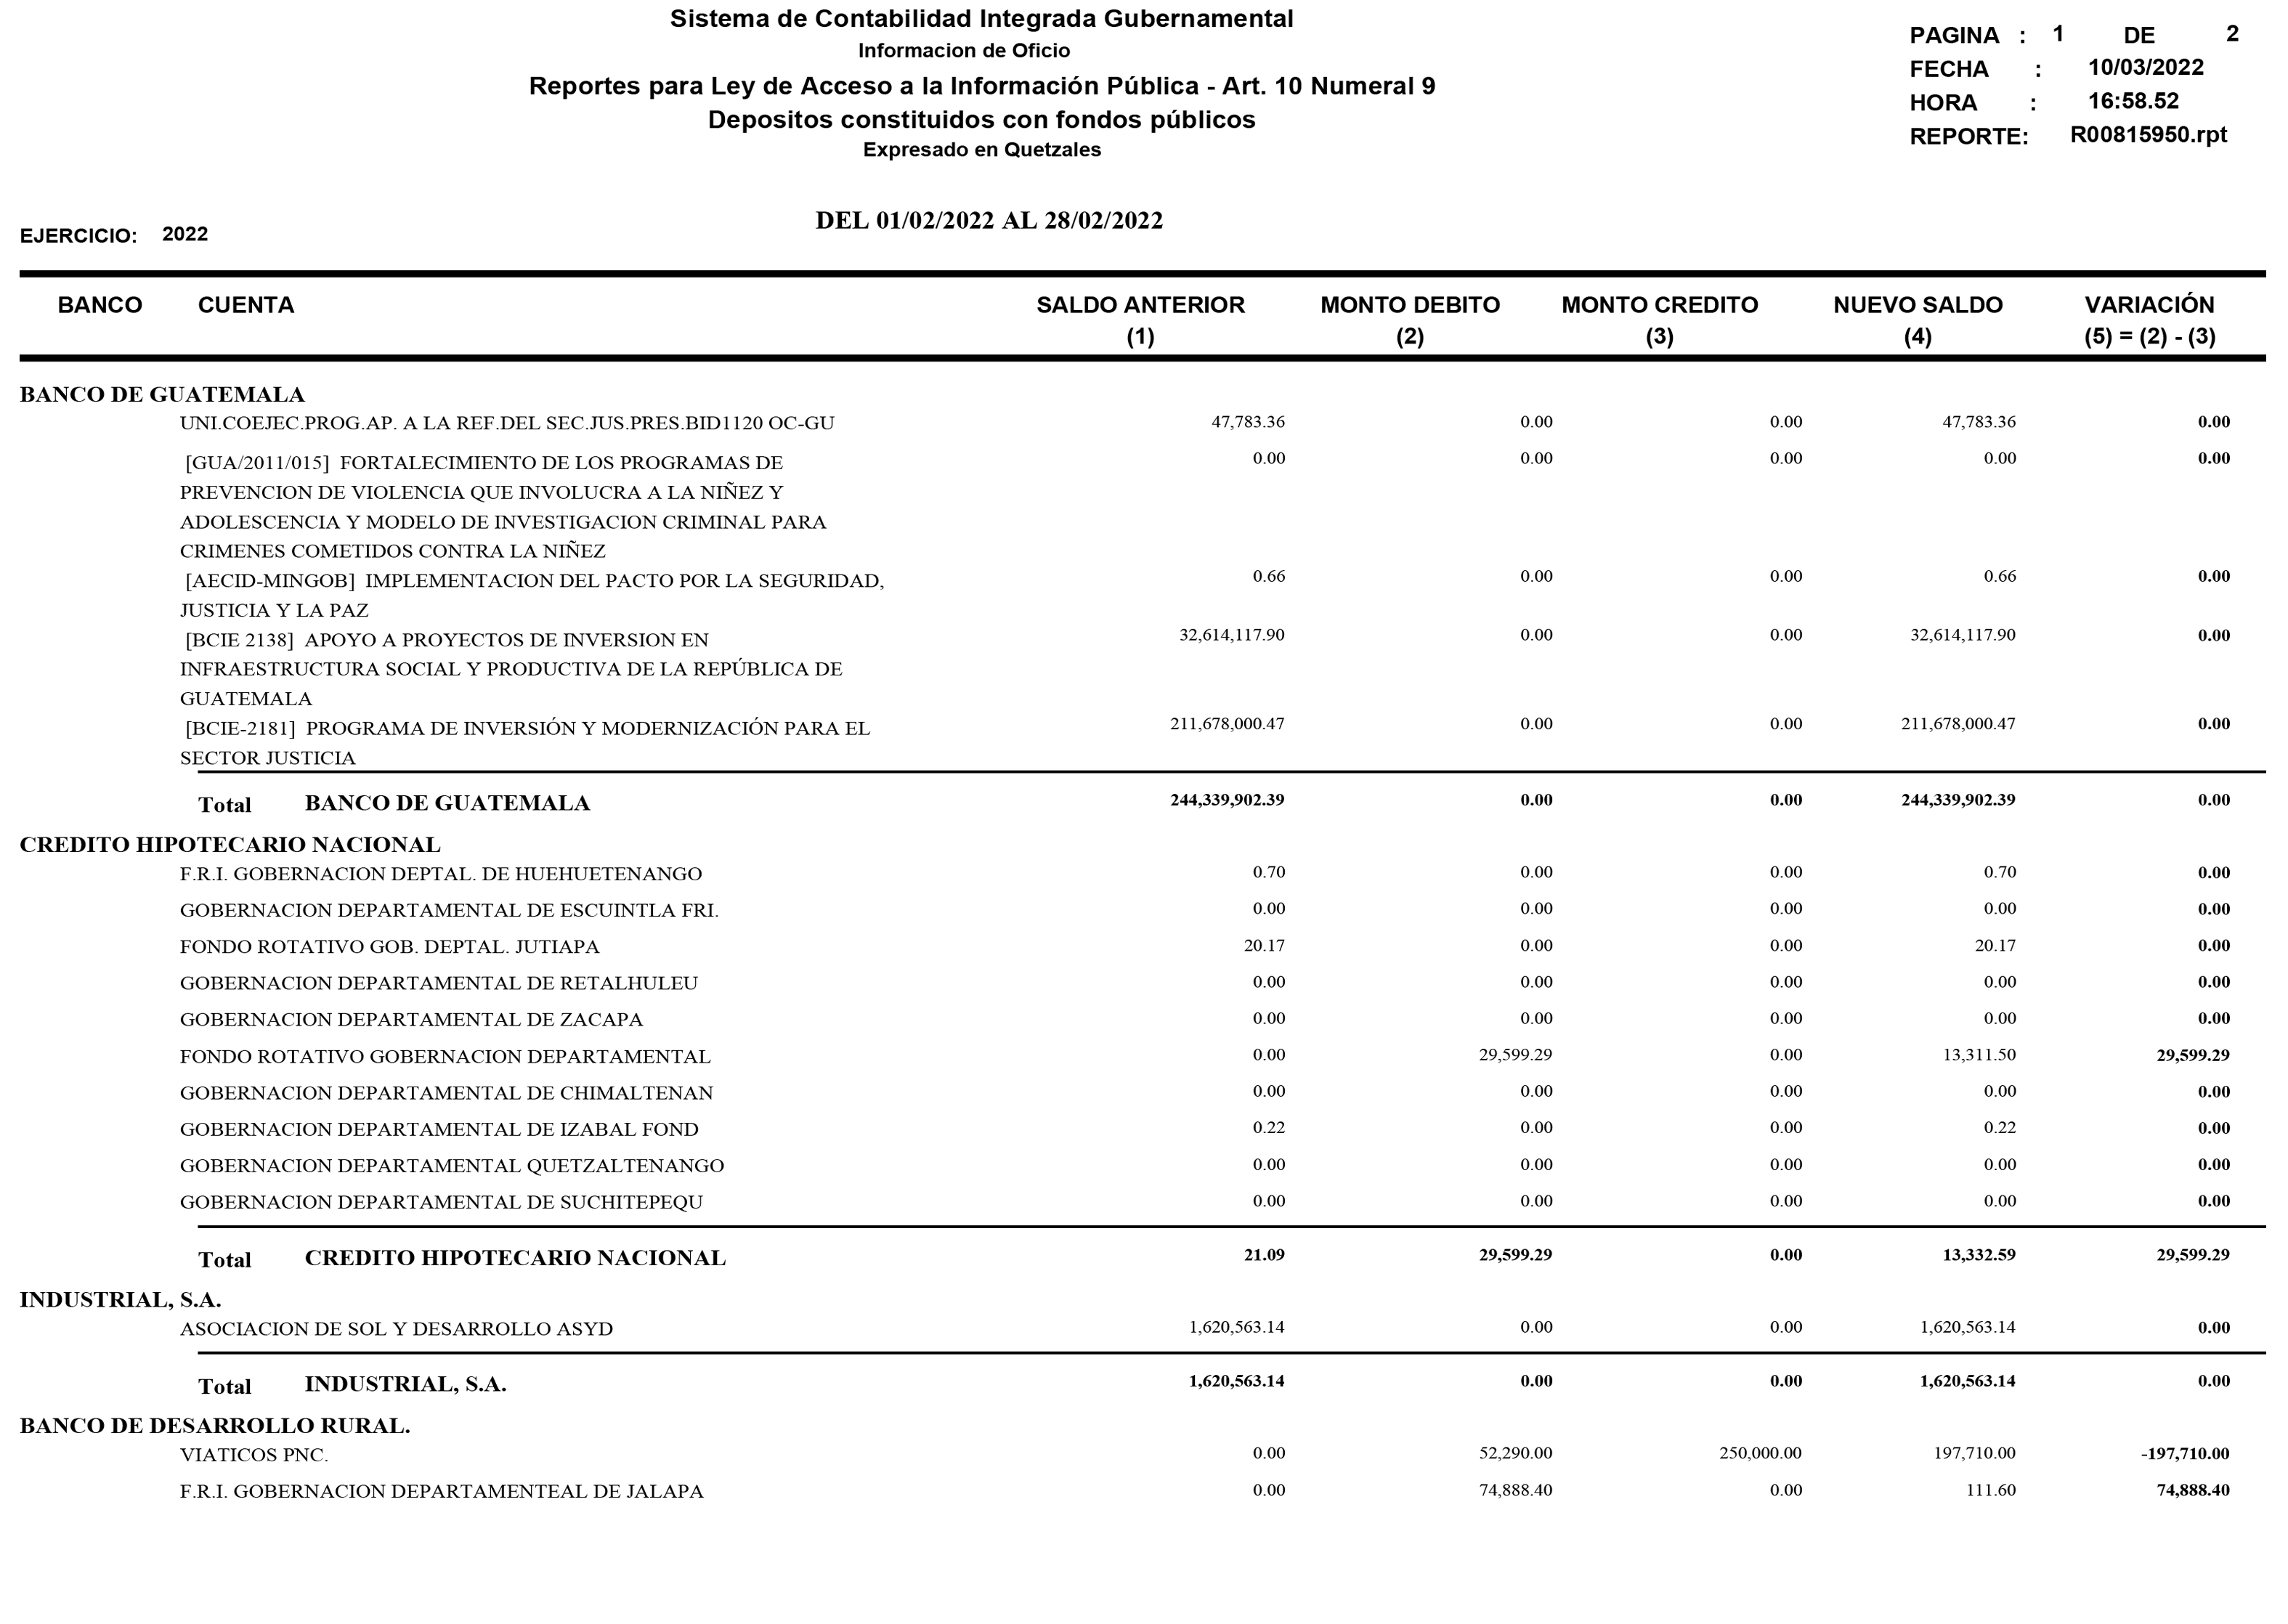 Sistema de Contabilidad Integrada Gubernamental
Informacion de Oficio
Reportes para Ley de Acceso a la Información Pública - Art. 10 Numeral 9
Depositos constituidos con fondos públicos
Expresado en Quetzales
PAGINA : 1 DE 2
FECHA : 10/03/2022
HORA : 16:58.52
REPORTE: R00815950.rpt
DEL 01/02/2022 AL 28/02/2022
EJERCICIO: 2022
BANCO CUENTA SALDO ANTERIOR MONTO DEBITO MONTO CREDITO NUEVO SALDO VARIACIÓN
(1) (2) (3) (4) (5) = (2) - (3)
BANCO DE GUATEMALA
UNI.COEJEC.PROG.AP. A LA REF.DEL SEC.JUS.PRES.BID1120 OC-GU 47,783.36 0.00 0.00 47,783.36 0.00
[GUA/2011/015] FORTALECIMIENTO DE LOS PROGRAMAS DE 0.00 0.00 0.00 0.00 0.00
PREVENCION DE VIOLENCIA QUE INVOLUCRA A LA NIÑEZ Y
ADOLESCENCIA Y MODELO DE INVESTIGACION CRIMINAL PARA
CRIMENES COMETIDOS CONTRA LA NIÑEZ
[AECID-MINGOB] IMPLEMENTACION DEL PACTO POR LA SEGURIDAD, 0.66 0.00 0.00 0.66 0.00
JUSTICIA Y LA PAZ
[BCIE 2138] APOYO A PROYECTOS DE INVERSION EN 32,614,117.90 0.00 0.00 32,614,117.90 0.00
INFRAESTRUCTURA SOCIAL Y PRODUCTIVA DE LA REPÚBLICA DE
GUATEMALA
[BCIE-2181] PROGRAMA DE INVERSIÓN Y MODERNIZACIÓN PARA EL 211,678,000.47 0.00 0.00 211,678,000.47 0.00
SECTOR JUSTICIA
Total BANCO DE GUATEMALA 244,339,902.39 0.00 0.00 244,339,902.39 0.00
CREDITO HIPOTECARIO NACIONAL
F.R.I. GOBERNACION DEPTAL. DE HUEHUETENANGO 0.70 0.00 0.00 0.70 0.00
GOBERNACION DEPARTAMENTAL DE ESCUINTLA FRI. 0.00 0.00 0.00 0.00 0.00
FONDO ROTATIVO GOB. DEPTAL. JUTIAPA 20.17 0.00 0.00 20.17 0.00
GOBERNACION DEPARTAMENTAL DE RETALHULEU 0.00 0.00 0.00 0.00 0.00
GOBERNACION DEPARTAMENTAL DE ZACAPA 0.00 0.00 0.00 0.00 0.00
FONDO ROTATIVO GOBERNACION DEPARTAMENTAL 0.00 29,599.29 0.00 13,311.50 29,599.29
GOBERNACION DEPARTAMENTAL DE CHIMALTENAN 0.00 0.00 0.00 0.00 0.00
GOBERNACION DEPARTAMENTAL DE IZABAL FOND 0.22 0.00 0.00 0.22 0.00
GOBERNACION DEPARTAMENTAL QUETZALTENANGO 0.00 0.00 0.00 0.00 0.00
GOBERNACION DEPARTAMENTAL DE SUCHITEPEQU 0.00 0.00 0.00 0.00 0.00
Total CREDITO HIPOTECARIO NACIONAL 21.09 29,599.29 0.00 13,332.59 29,599.29
INDUSTRIAL, S.A.
ASOCIACION DE SOL Y DESARROLLO ASYD 1,620,563.14 0.00 0.00 1,620,563.14 0.00
Total INDUSTRIAL, S.A. 1,620,563.14 0.00 0.00 1,620,563.14 0.00
BANCO DE DESARROLLO RURAL.
VIATICOS PNC. 0.00 52,290.00 250,000.00 197,710.00 -197,710.00
F.R.I. GOBERNACION DEPARTAMENTEAL DE JALAPA 0.00 74,888.40 0.00 111.60 74,888.40